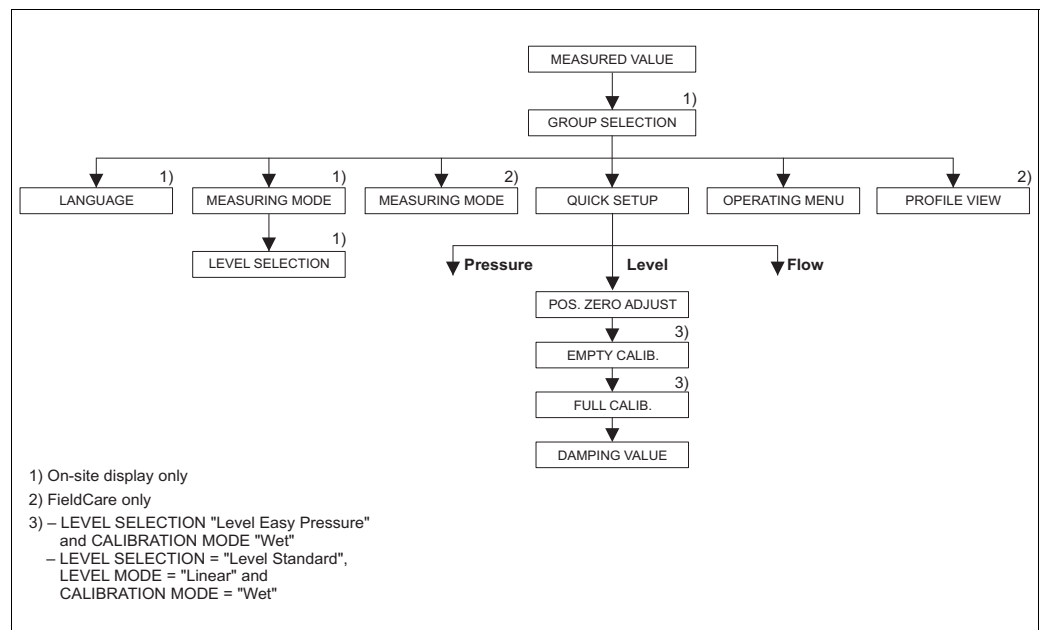 MEASURED VALUE
1)
GROUP SELECTION
1)
1)
2)
2)
LANGUAGE
MEASURING MODE
MEASURING MODE
QUICK SETUP
OPERATING MENU
PROFILE VIEW
1)
LEVEL SELECTION
Pressure
Level
Flow
POS. ZERO ADJUST
3)
EMPTY CALIB.
3)
FULL CALIB.
DAMPING VALUE
1) On-site display only
2) FieldCare only
3) – LEVEL SELECTION "Level Easy Pressure"
and CALIBRATION MODE "Wet"
– LEVEL SELECTION = "Level Standard",
LEVEL MODE = "Linear" and
CALIBRATION MODE = "Wet"